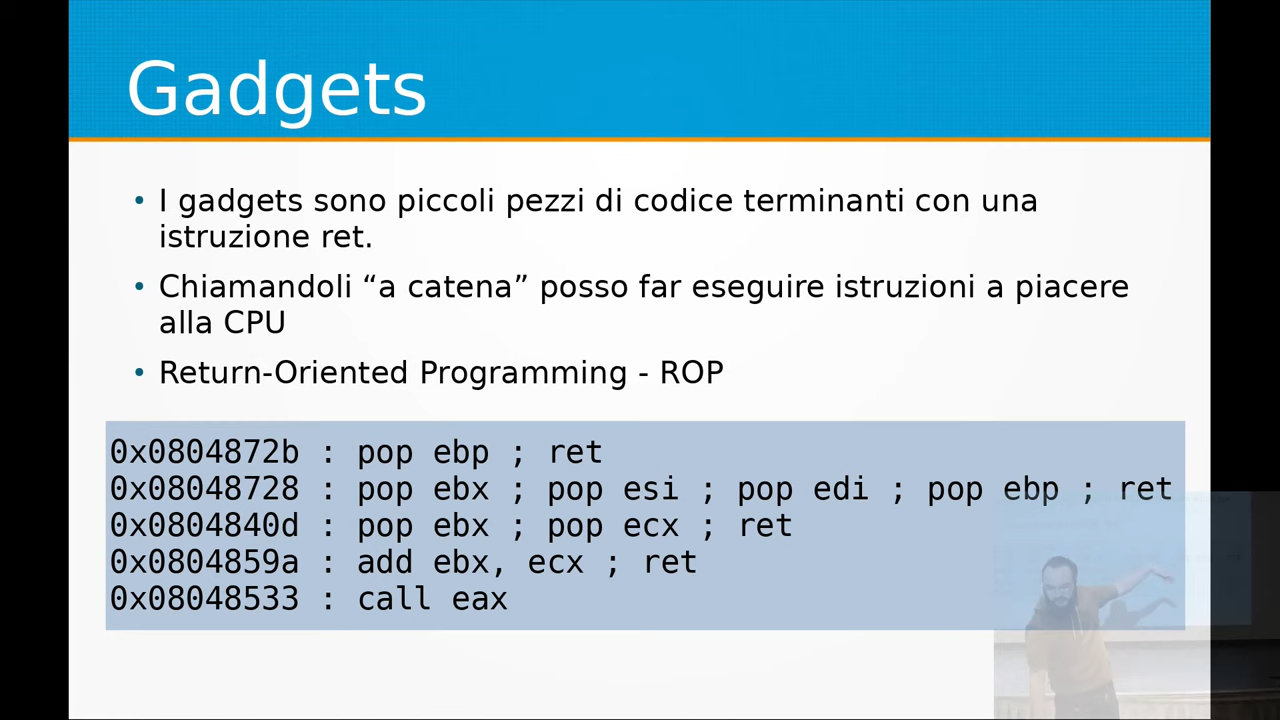 Gadgets
• I gadgets sono piccoli pezzi di codice terminanti con una
istruzione ret.
• Chiamandoli “a catena” posso far eseguire istruzioni a piacere
alla CPU
• Return-Oriented Programming - ROP
0x0804872b : pop ebp ; ret
0x08048728 : pop ebx ; pop esi ; pop edi ; pop ebp ; ret
0x0804840d : pop ebx ; pop ecx ; ret
0x0804859a : add ebx, ecx ; ret
0x08048533 : call eax